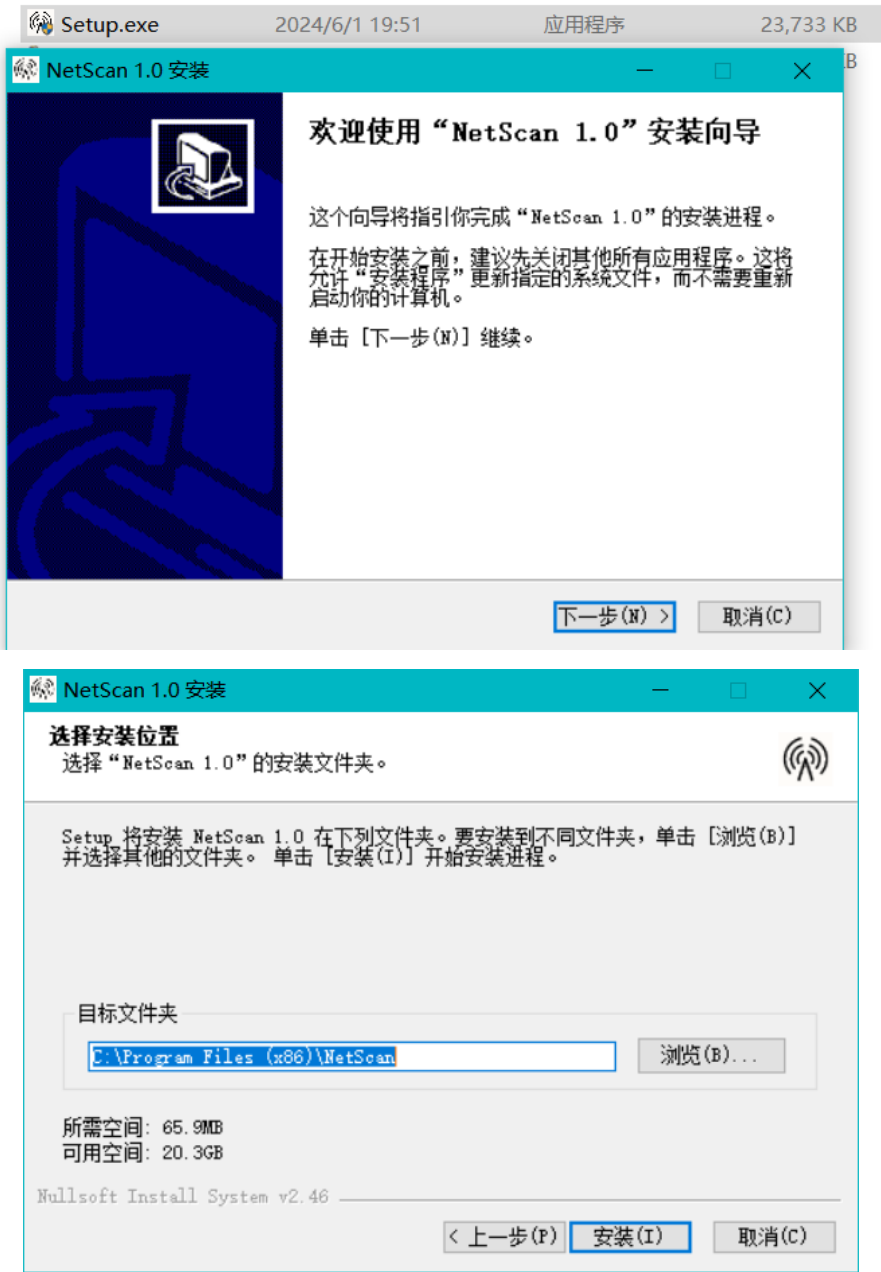 Setup.exe 2024/6/1 19:51 应用程序 23,733 KB
NetScan 1.0 安装
欢迎使用“NetScan 1.0”安装向导
这个向导将指引你完成“NetScan 1.0”的安装进程。
在开始安装之前，建议先关闭其他所有应用程序。这将
允许“安装程序”更新指定的系统文件，而不需要重新
启动你的计算机。
单击 [下一步(N)] 继续。
下一步(N) > 取消(C)
NetScan 1.0 安装
选择安装位置
选择“NetScan 1.0”的安装文件夹。
Setup 将安装 NetScan 1.0 在下列文件夹。要安装到不同文件夹，单击 [浏览(B)]
并选择其他的文件夹。 单击 [安装(I)] 开始安装进程。
目标文件夹
C:\Program Files (x86)\NetScan 浏览(B)...
所需空间: 65.9MB
可用空间: 20.3GB
Nullsoft Install System v2.46
< 上一步(P) 安装(I) 取消(C)